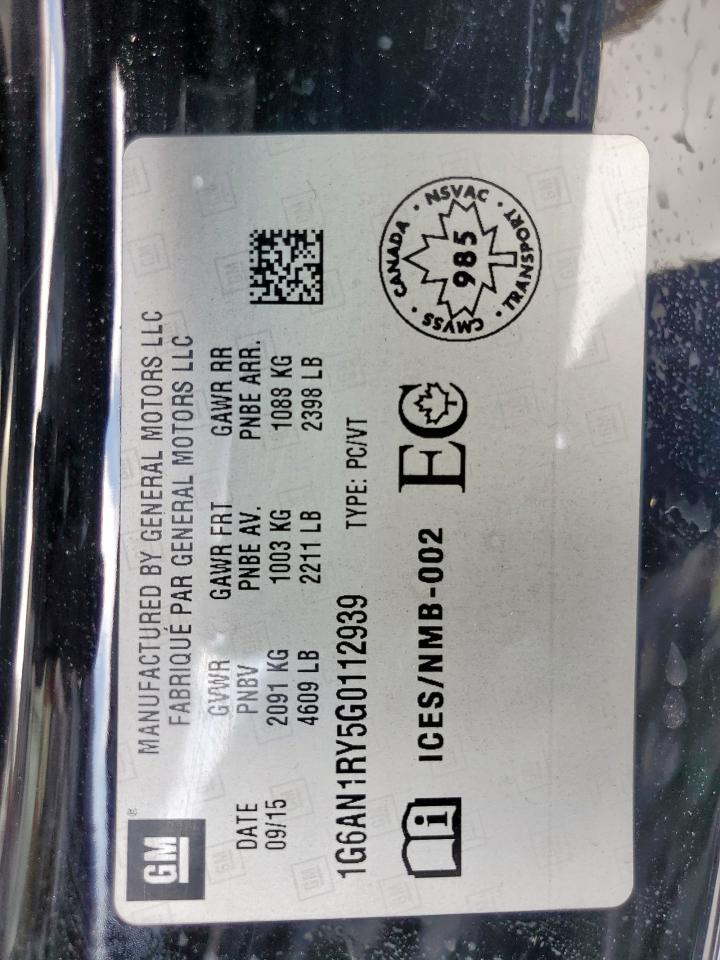 GM®
MANUFACTURED BY GENERAL MOTORS LLC
FABRIQUÉ PAR GENERAL MOTORS LLC
DATE GVWR GAWR FRT GAWR RR
09/15 PNBV PNBE AV. PNBE ARR.
2091 KG 1003 KG 1088 KG
4609 LB 2211 LB 2398 LB
1G6AN1RY5G0112939 TYPE: PC/VT
i ICES/NMB-002 EC
CANADA · NSVAC · TRANSPORT · CMVSS ·
985